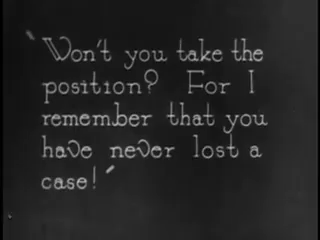 "Won't you take the
position? For I
remember that you
have never lost a
case!"